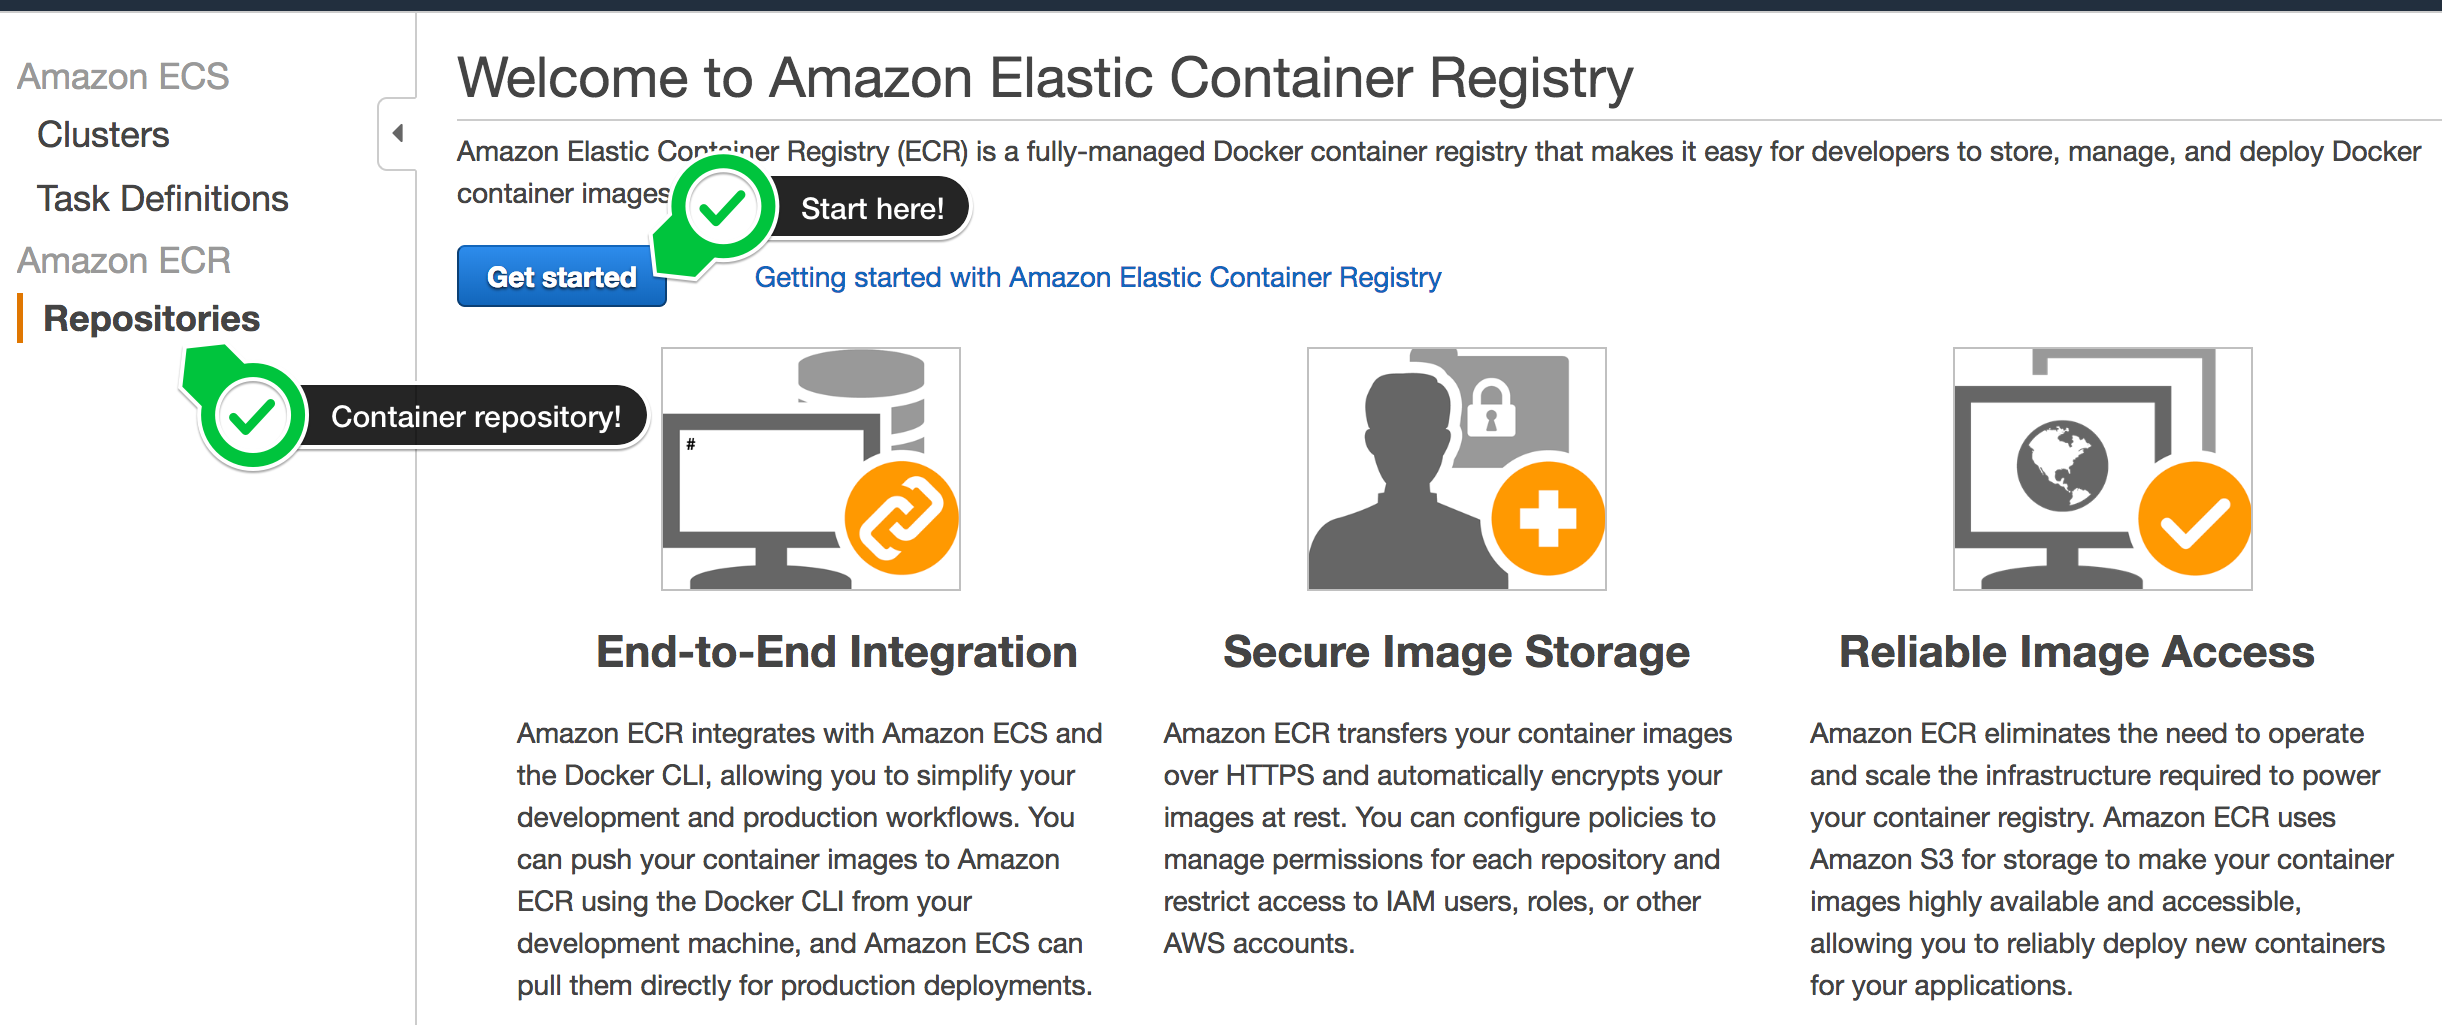 Amazon ECS
Clusters
Task Definitions
Amazon ECR
Repositories
Container repository!
Welcome to Amazon Elastic Container Registry
Amazon Elastic Container Registry (ECR) is a fully-managed Docker container registry that makes it easy for developers to store, manage, and deploy Docker
container images
Start here!
Get started
Getting started with Amazon Elastic Container Registry
#
End-to-End Integration
Amazon ECR integrates with Amazon ECS and
the Docker CLI, allowing you to simplify your
development and production workflows. You
can push your container images to Amazon
ECR using the Docker CLI from your
development machine, and Amazon ECS can
pull them directly for production deployments.
Secure Image Storage
Amazon ECR transfers your container images
over HTTPS and automatically encrypts your
images at rest. You can configure policies to
manage permissions for each repository and
restrict access to IAM users, roles, or other
AWS accounts.
Reliable Image Access
Amazon ECR eliminates the need to operate
and scale the infrastructure required to power
your container registry. Amazon ECR uses
Amazon S3 for storage to make your container
images highly available and accessible,
allowing you to reliably deploy new containers
for your applications.